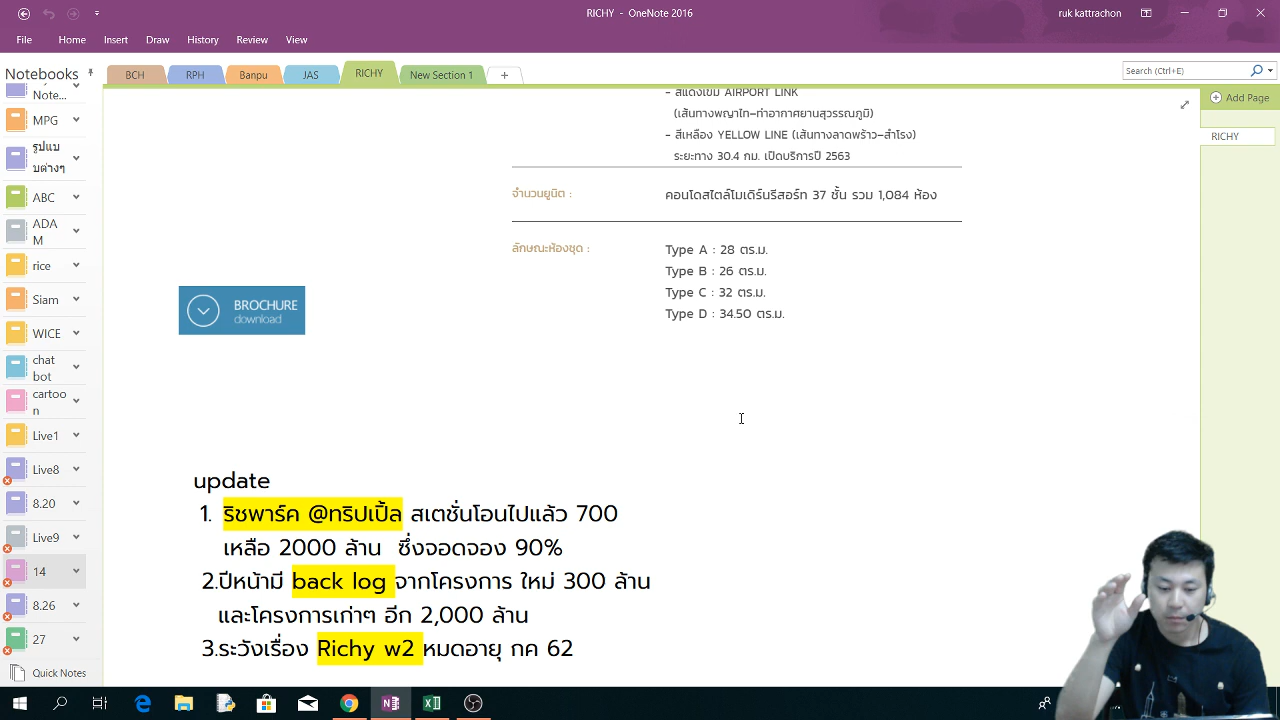 RICHY - OneNote 2016
ruk kattrachon
File Home Insert Draw History Review View
Notebooks
BCH RPH Banpu JAS RICHY New Section 1 +
Search (Ctrl+E)
Add Page
RICHY
Note...
MPG
รูปแบ
บต่างๆ
ABC
ADA
M
rice
Siam
WICE
chat
bot
cartoo
n
Live1
Live8
8.20
Live9
14
8.26
27
Quick Notes
- สีแดงเข้ม AIRPORT LINK
(เส้นทางพญาไท-ท่าอากาศยานสุวรรณภูมิ)
- สีเหลือง YELLOW LINE (เส้นทางลาดพร้าว-สำโรง)
ระยะทาง 30.4 กม. เปิดบริการปี 2563
จำนวนยูนิต : คอนโดสไตล์โมเดิร์นรีสอร์ท 37 ชั้น รวม 1,084 ห้อง
ลักษณะห้องชุด : Type A : 28 ตร.ม.
Type B : 26 ตร.ม.
Type C : 32 ตร.ม.
Type D : 34.50 ตร.ม.
BROCHURE
download
update
1. ริชพาร์ค @ทริปเปิ้ล สเตชั่นโอนไปแล้ว 700
เหลือ 2000 ล้าน ซึ่งจอดจอง 90%
2.ปีหน้ามี back log จากโครงการ ใหม่ 300 ล้าน
และโครงการเก่าๆ อีก 2,000 ล้าน
3.ระวังเรื่อง Richy w2 หมดอายุ กค 62